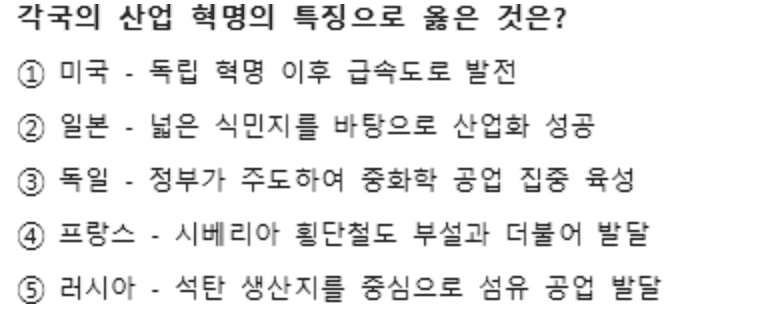 각국의 산업 혁명의 특징으로 옳은 것은?
① 미국 - 독립 혁명 이후 급속도로 발전
② 일본 - 넓은 식민지를 바탕으로 산업화 성공
③ 독일 - 정부가 주도하여 중화학 공업 집중 육성
④ 프랑스 - 시베리아 횡단철도 부설과 더불어 발달
⑤ 러시아 - 석탄 생산지를 중심으로 섬유 공업 발달